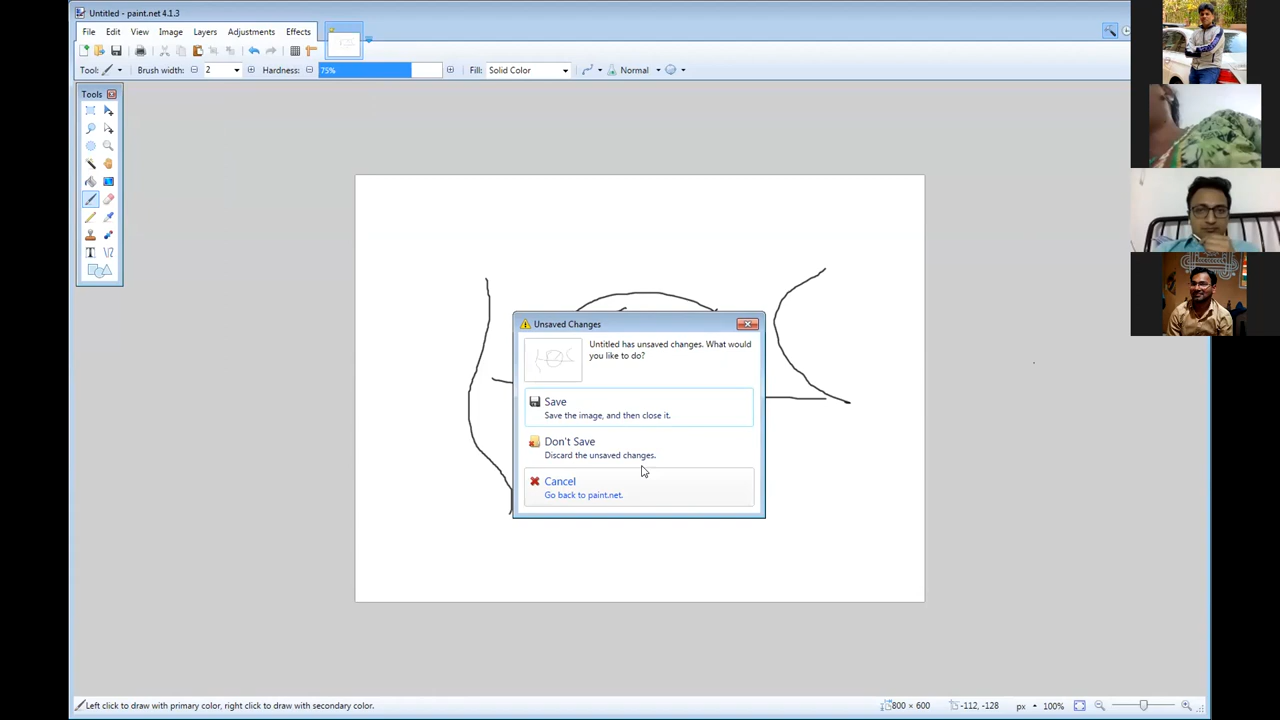 Untitled - paint.net 4.1.3
File Edit View Image Layers Adjustments Effects
Tool: Brush width: 2 Hardness: 75% Fill: Solid Color Normal
Tools
Unsaved Changes
Untitled has unsaved changes. What would
you like to do?
Save
Save the image, and then close it.
Don't Save
Discard the unsaved changes.
Cancel
Go back to paint.net.
Left click to draw with primary color, right click to draw with secondary color. 800 × 600 -112, -128 px 100%